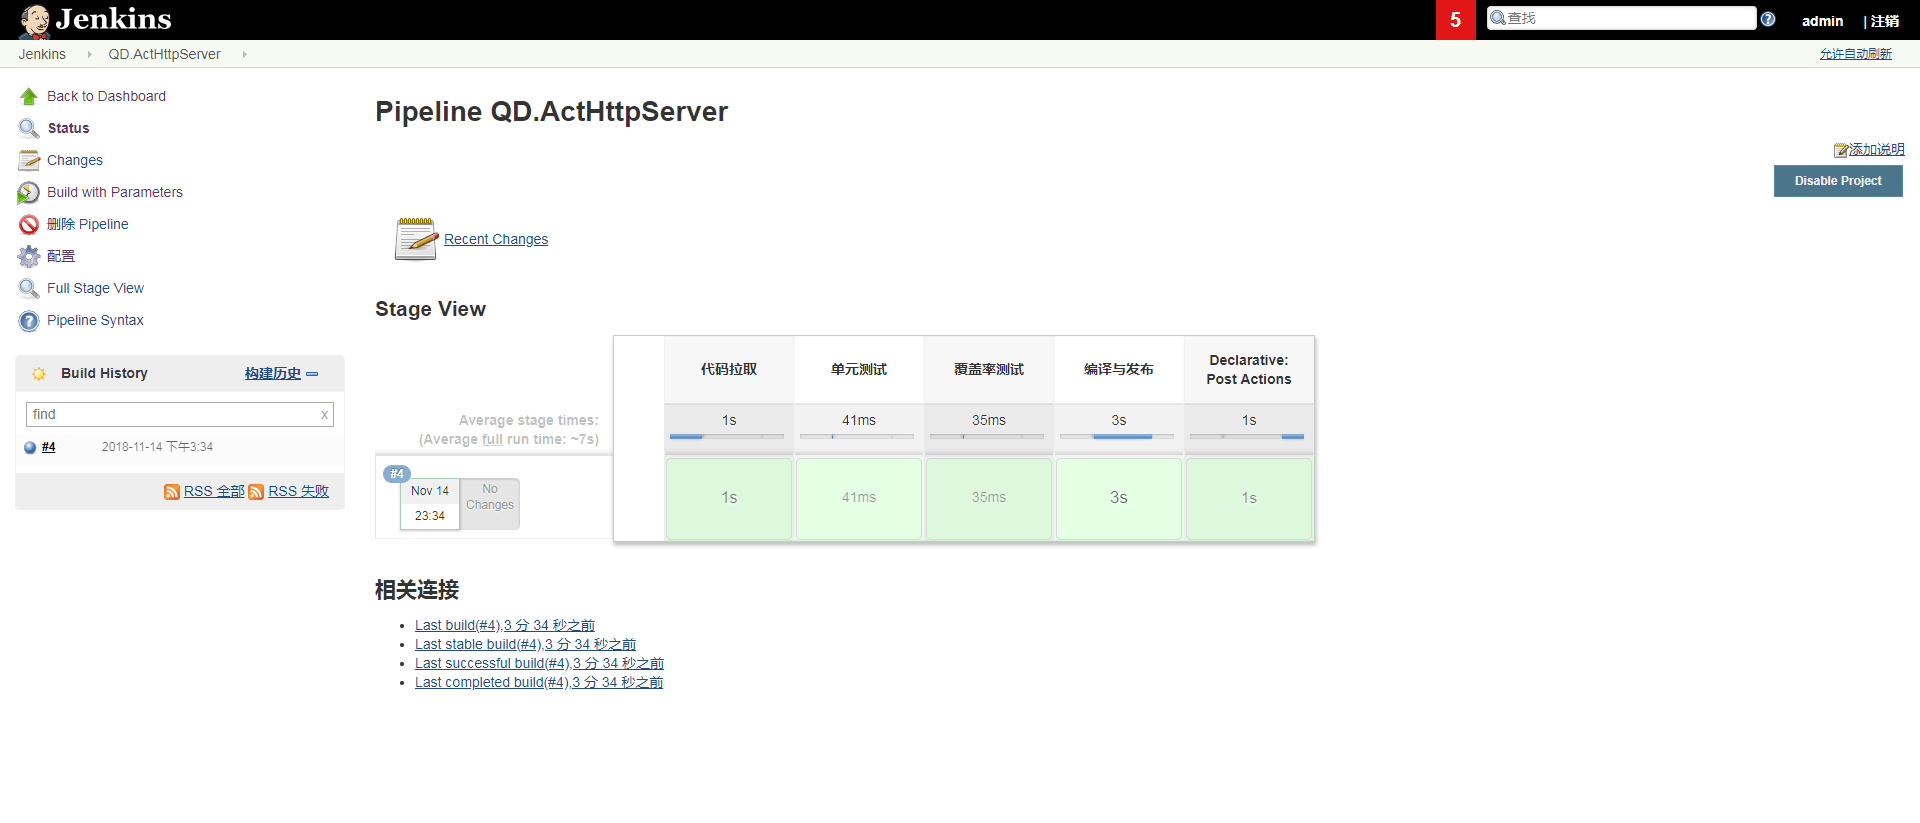 Jenkins
5
查找
admin
| 注销
Jenkins
QD.ActHttpServer
允许自动刷新
Back to Dashboard
Status
Changes
Build with Parameters
删除 Pipeline
配置
Full Stage View
Pipeline Syntax
Build History
构建历史
find
x
#4
2018-11-14 下午3:34
RSS 全部
RSS 失败
Pipeline QD.ActHttpServer
添加说明
Disable Project
Recent Changes
Stage View
代码拉取
单元测试
覆盖率测试
编译与发布
Declarative:
Post Actions
Average stage times:
(Average full run time: ~7s)
1s
41ms
35ms
3s
1s
#4
Nov 14
23:34
No
Changes
1s
41ms
35ms
3s
1s
相关连接
Last build(#4),3 分 34 秒之前
Last stable build(#4),3 分 34 秒之前
Last successful build(#4),3 分 34 秒之前
Last completed build(#4),3 分 34 秒之前